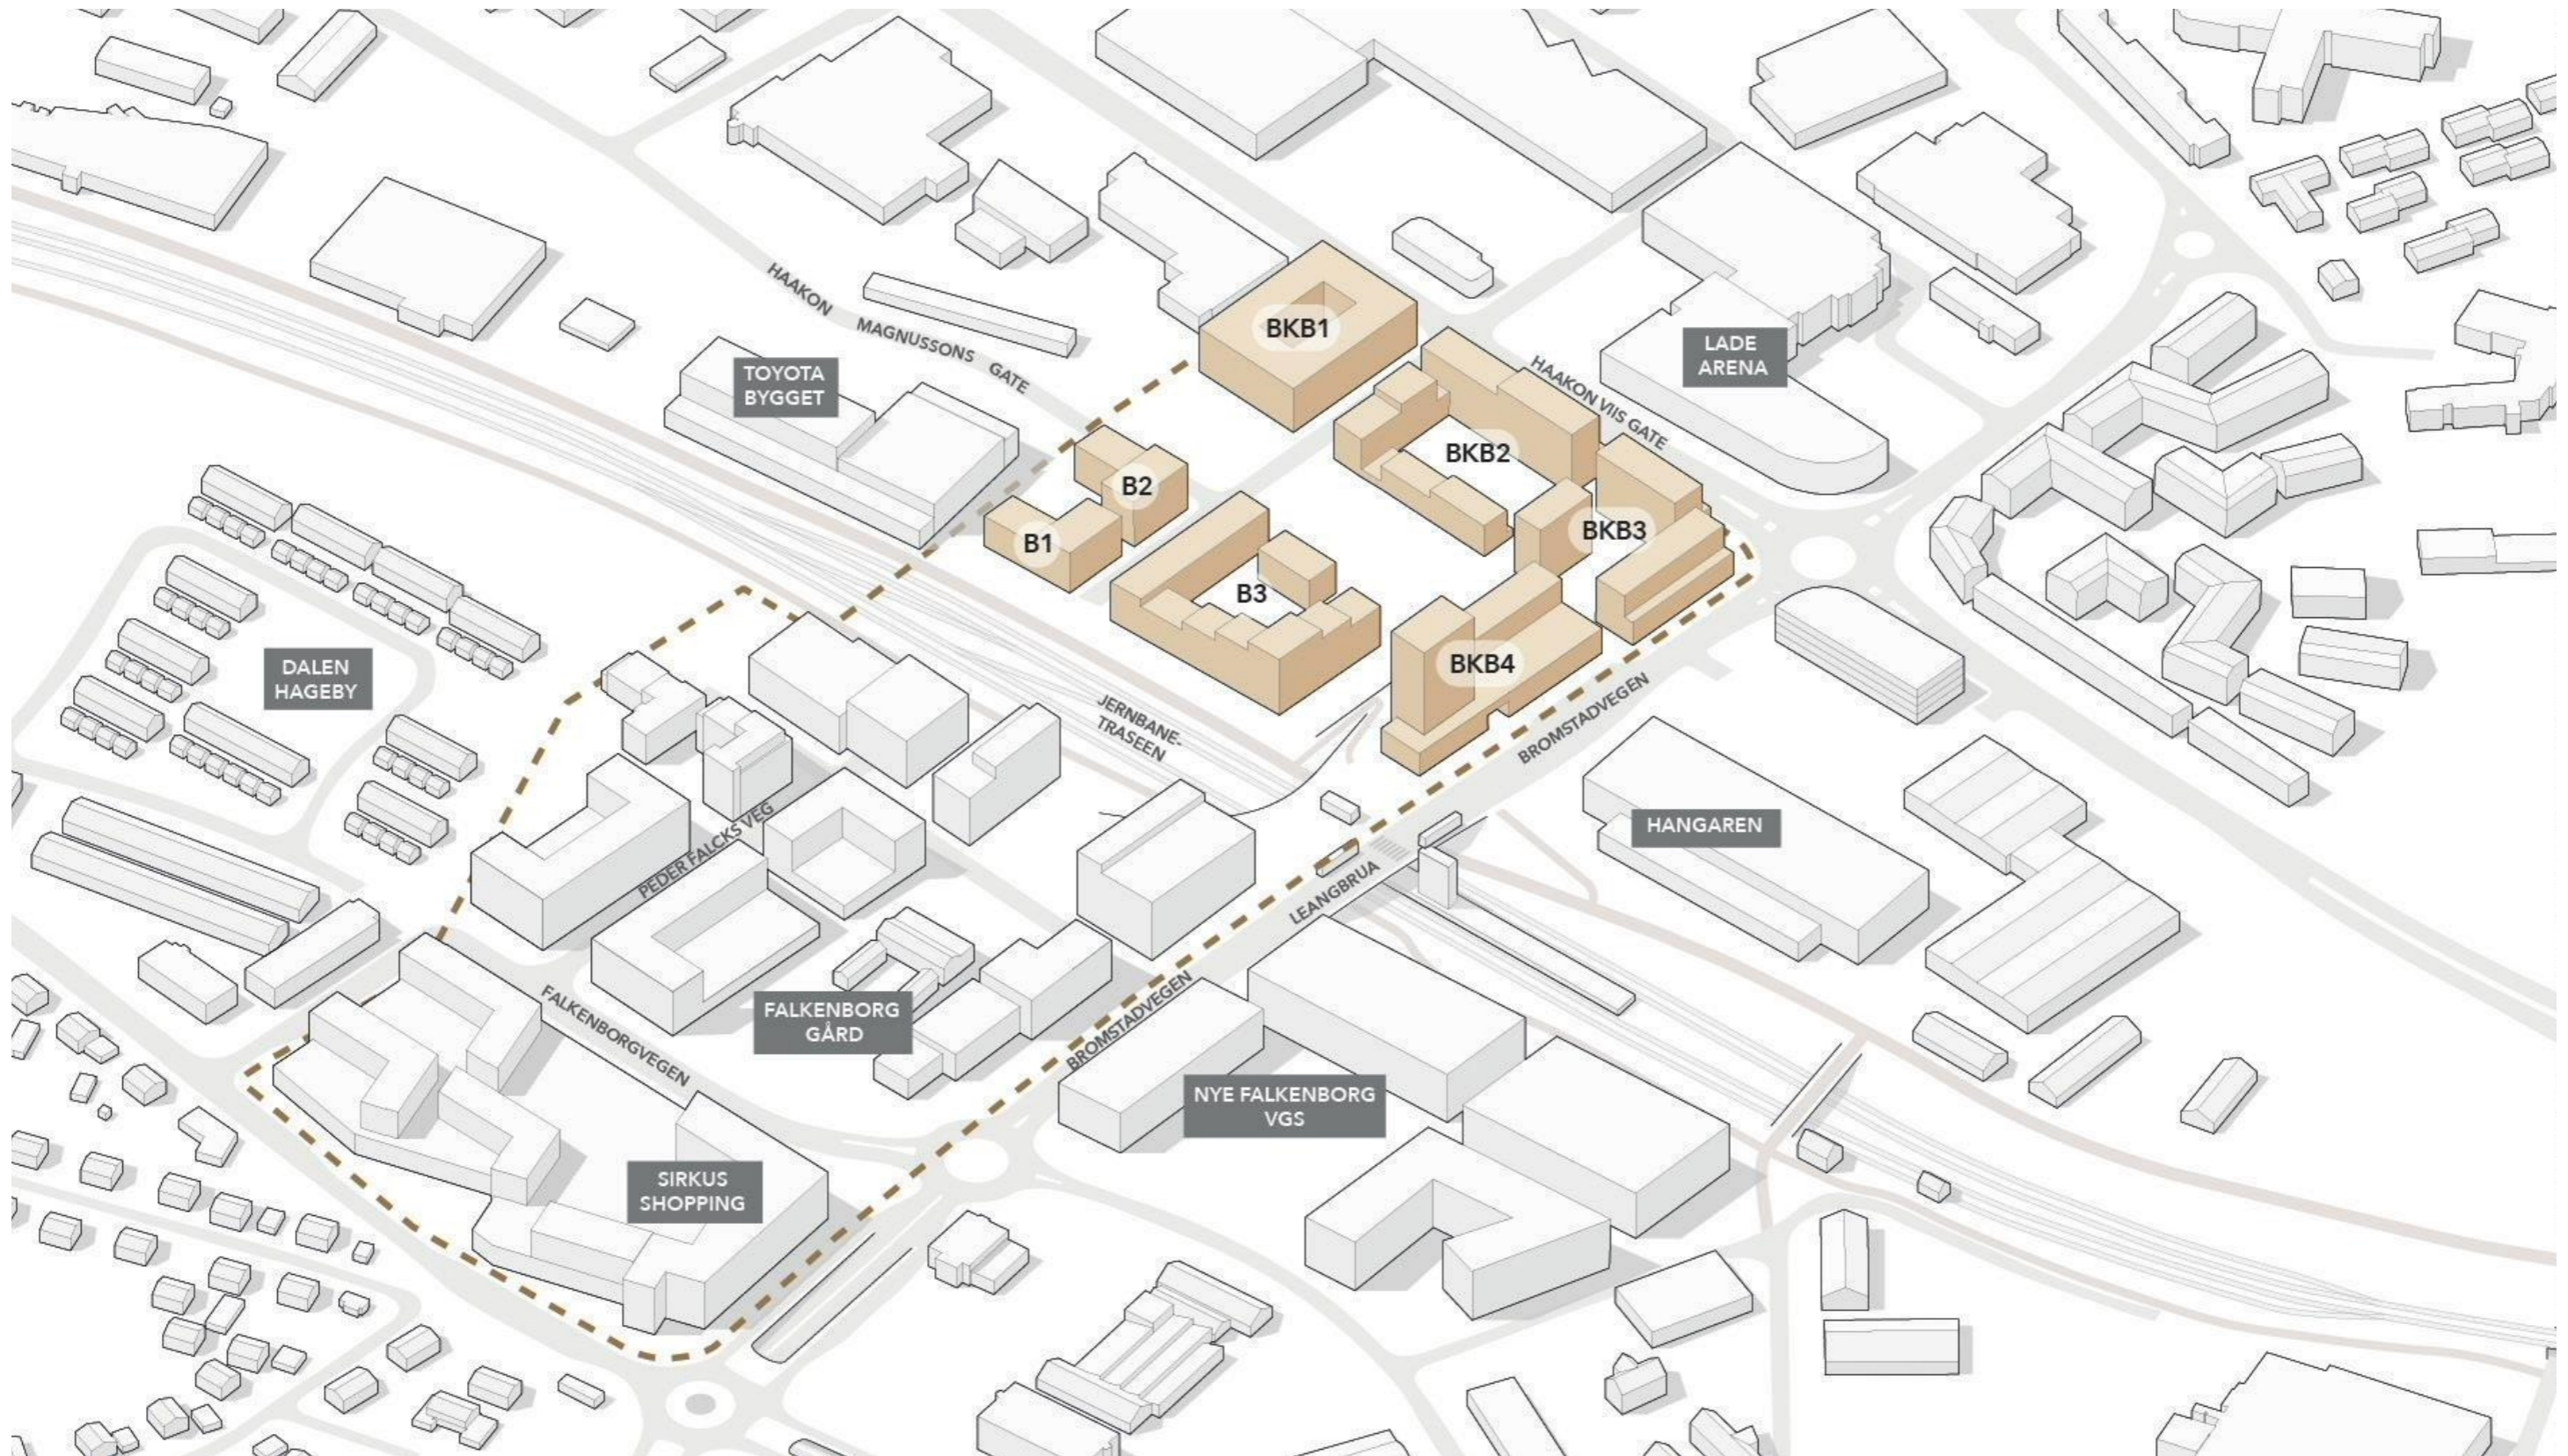 BKB1
HAAKON MAGNUSSONS GATE
TOYOTA
BYGGET
LADE
ARENA
HAAKON VIIS GATE
BKB2
B2
B1
BKB3
B3
BKB4
DALEN
HAGEBY
JERNBANE-
TRASEEN
BROMSTADVEGEN
HANGAREN
PEDER FALCKS VEG
LEANGBRUA
FALKENBORGVEGEN
FALKENBORG
GÅRD
BROMSTADVEGEN
NYE FALKENBORG
VGS
SIRKUS
SHOPPING